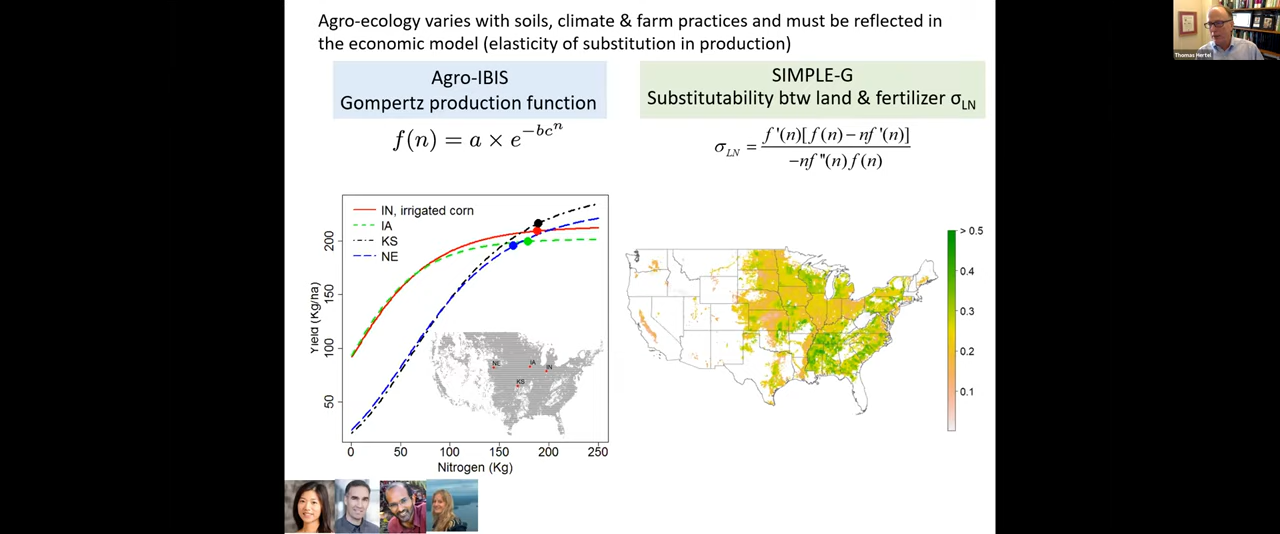 Agro-ecology varies with soils, climate & farm practices and must be reflected in
the economic model (elasticity of substitution in production)
Thomas Hertel
Agro-IBIS
Gompertz production function
f(n) = a × e^{-bc^n}
SIMPLE-G
Substitutability btw land & fertilizer σ_LN
σ_LN = f'(n)[f(n) − nf'(n)] / −nf''(n)f(n)
IN, irrigated corn
IA
KS
NE
200
150
100
50
Yield (Kg/ha)
NE
IA
IN
KS
0
50
100
150
200
250
Nitrogen (Kg)
> 0.5
0.4
0.3
0.2
0.1